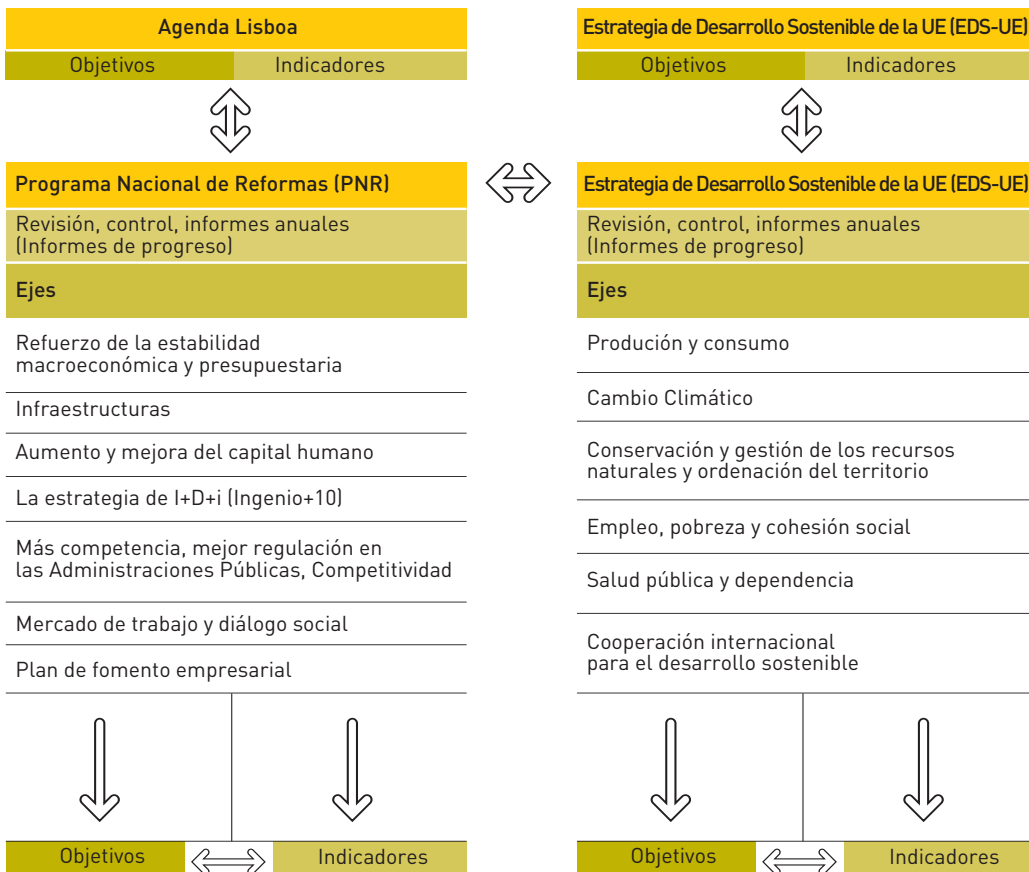 Agenda Lisboa
Objetivos Indicadores
Programa Nacional de Reformas (PNR)
Revisión, control, informes anuales
(Informes de progreso)
Ejes
Refuerzo de la estabilidad
macroeconómica y presupuestaria
Infraestructuras
Aumento y mejora del capital humano
La estrategia de I+D+i (Ingenio+10)
Más competencia, mejor regulación en
las Administraciones Públicas, Competitividad
Mercado de trabajo y diálogo social
Plan de fomento empresarial
Objetivos Indicadores
Estrategia de Desarrollo Sostenible de la UE (EDS-UE)
Objetivos Indicadores
Estrategia de Desarrollo Sostenible de la UE (EDS-UE)
Revisión, control, informes anuales
(Informes de progreso)
Ejes
Produción y consumo
Cambio Climático
Conservación y gestión de los recursos
naturales y ordenación del territorio
Empleo, pobreza y cohesión social
Salud pública y dependencia
Cooperación internacional
para el desarrollo sostenible
Objetivos Indicadores